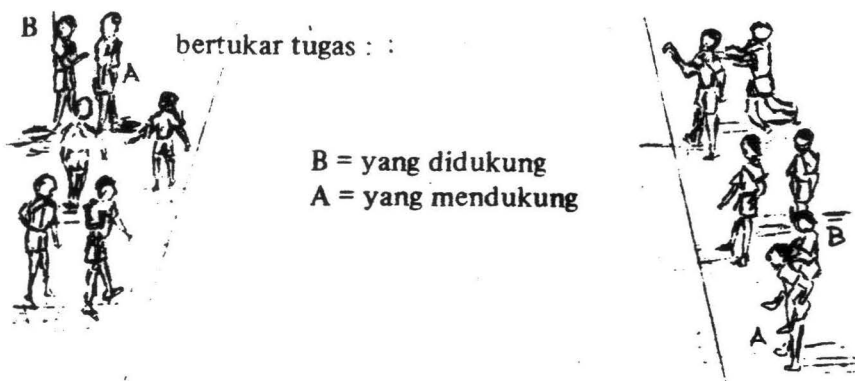 B
A
bertukar tugas : :
B = yang didukung
A = yang mendukung
B
A